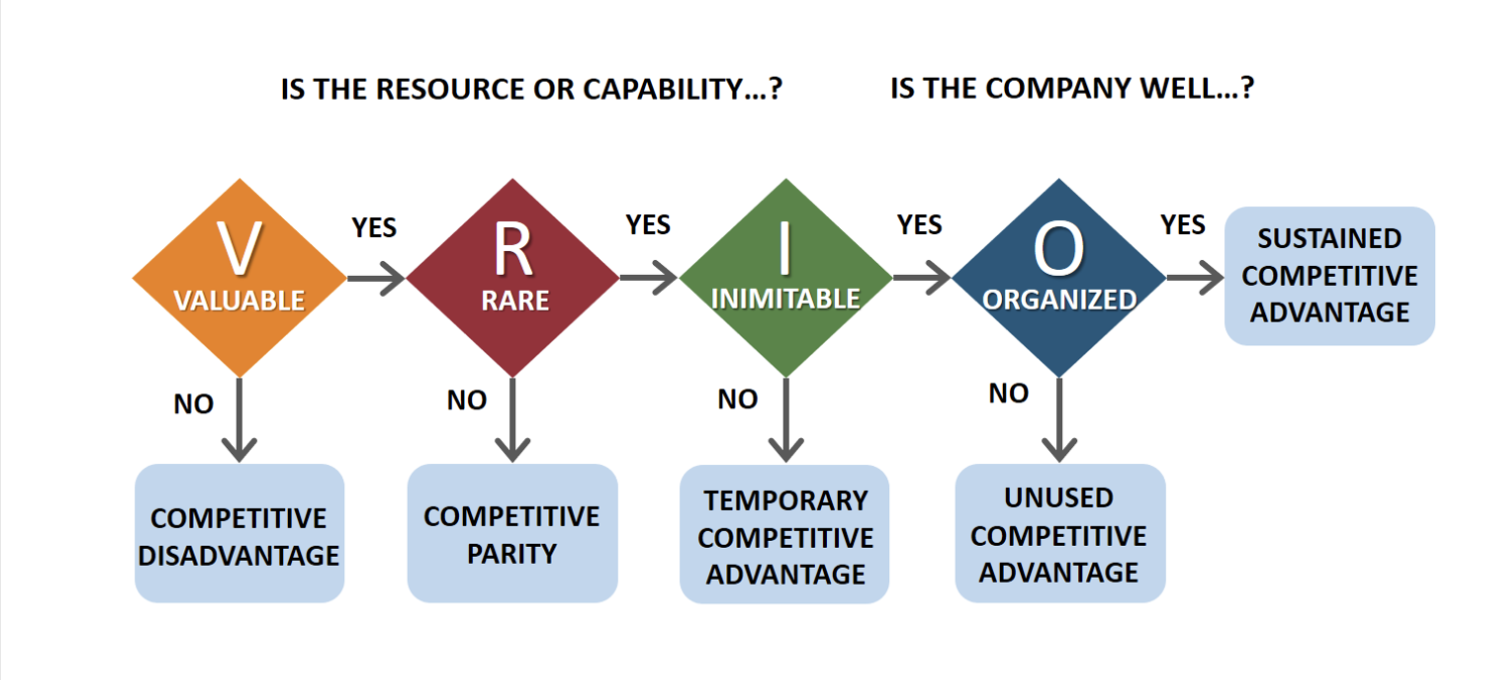 IS THE RESOURCE OR CAPABILITY...?
IS THE COMPANY WELL...?
V
VALUABLE
YES
R
RARE
YES
I
INIMITABLE
YES
O
ORGANIZED
YES
SUSTAINED
COMPETITIVE
ADVANTAGE
NO
NO
NO
NO
COMPETITIVE
DISADVANTAGE
COMPETITIVE
PARITY
TEMPORARY
COMPETITIVE
ADVANTAGE
UNUSED
COMPETITIVE
ADVANTAGE